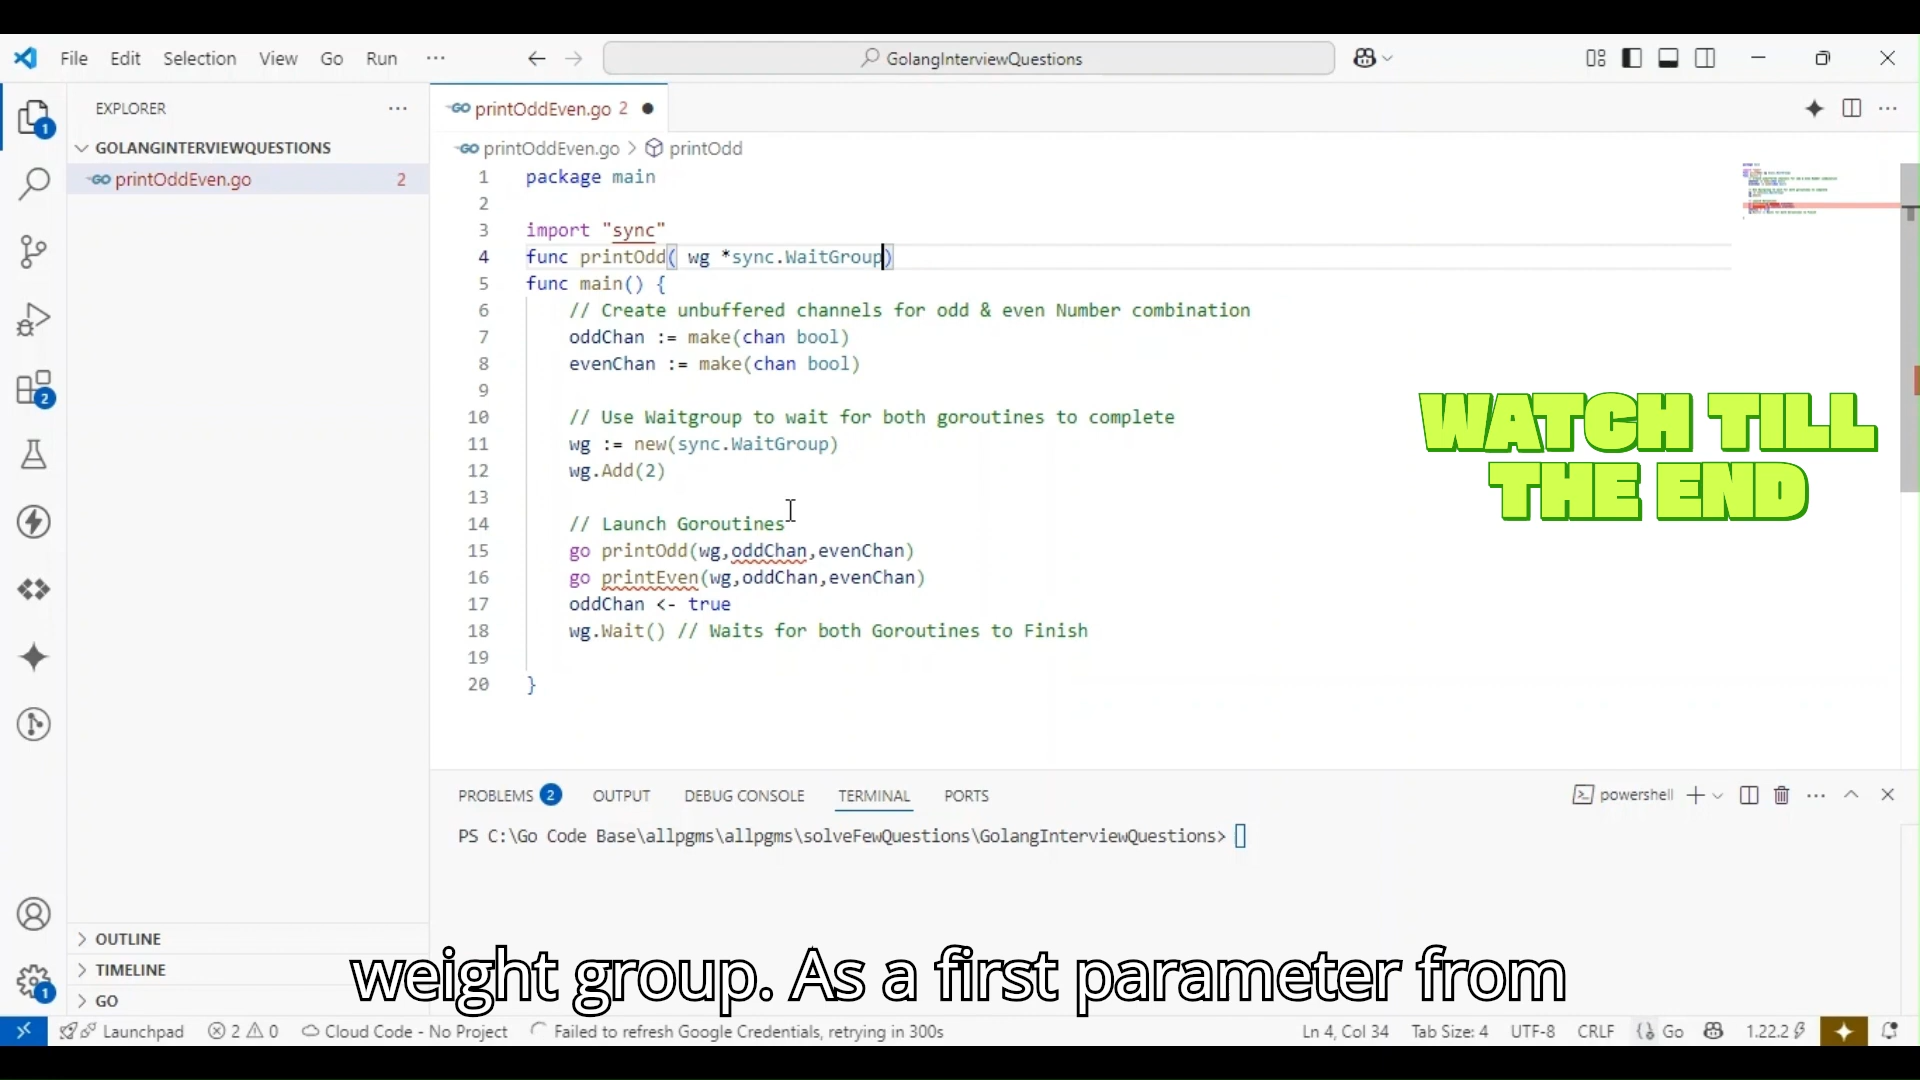 File Edit Selection View Go Run ···
GolangInterviewQuestions
EXPLORER ···
GOLANGINTERVIEWQUESTIONS
GO printOddEven.go 2
GO printOddEven.go 2 ●
GO printOddEven.go > printOdd
1 package main
2
3 import "sync"
4 func printOdd( wg *sync.WaitGroup)
5 func main() {
6 // Create unbuffered channels for odd & even Number combination
7 oddChan := make(chan bool)
8 evenChan := make(chan bool)
9
10 // Use Waitgroup to wait for both goroutines to complete
11 wg := new(sync.WaitGroup)
12 wg.Add(2)
13
14 // Launch Goroutines
15 go printOdd(wg,oddChan,evenChan)
16 go printEven(wg,oddChan,evenChan)
17 oddChan <- true
18 wg.Wait() // Waits for both Goroutines to Finish
19
20 }
WATCH TILL
THE END
1
2
1
PROBLEMS 2 OUTPUT DEBUG CONSOLE TERMINAL PORTS
powershell
PS C:\Go Code Base\allpgms\allpgms\solveFewQuestions\GolangInterviewQuestions>
OUTLINE
TIMELINE
GO
weight group. As a first parameter from
Launchpad 2 0 Cloud Code - No Project Failed to refresh Google Credentials, retrying in 300s Ln 4, Col 34 Tab Size: 4 UTF-8 CRLF Go 1.22.2